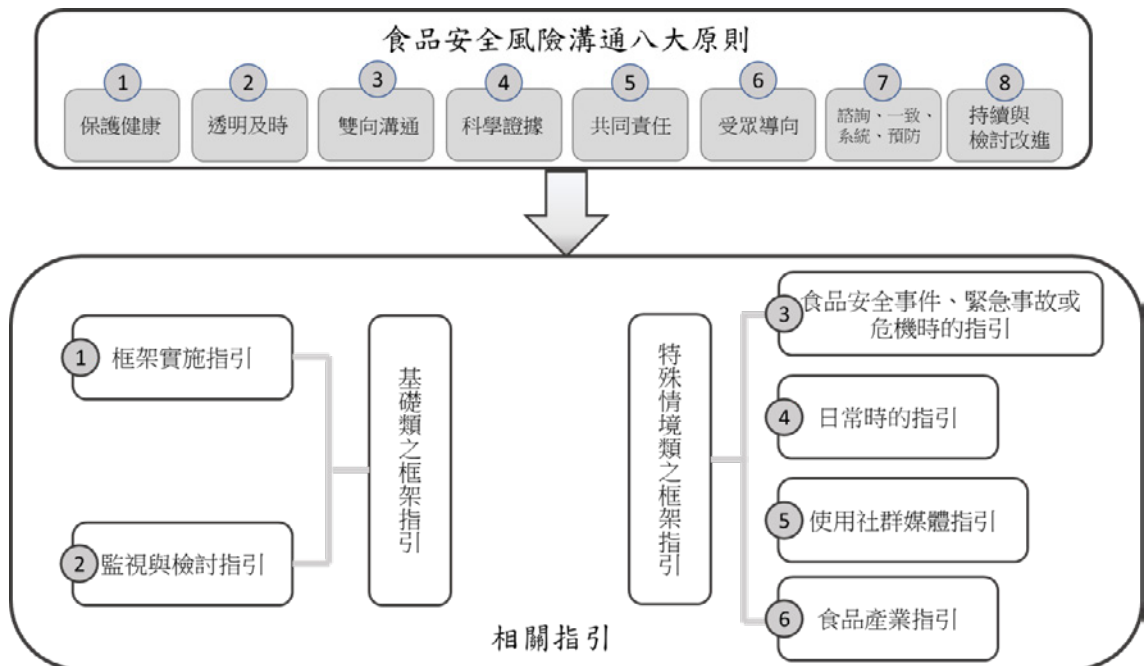 食品安全風險溝通八大原則
1
2
3
4
5
6
7
8
保護健康
透明及時
雙向溝通
科學證據
共同責任
受眾導向
諮詢、一致、
系統、預防
持續與
檢討改進
1
框架實施指引
2
監視與檢討指引
基礎類之框架指引
特殊情境類之框架指引
3
食品安全事件、緊急事故或
危機時的指引
4
日常時的指引
5
使用社群媒體指引
6
食品產業指引
相關指引